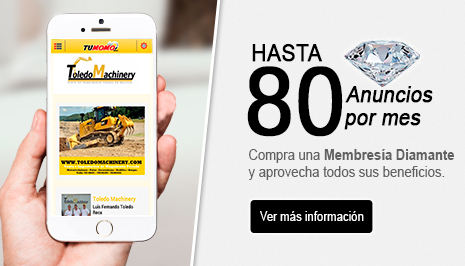 TUMOMO
Toledo Machinery
WWW.TOLEDOMACHINERY.COM
Toledo Machinery
Luis Fernando Toledo
Roca
HASTA
80
Anuncios
por mes
Compra una Membresía Diamante
y aprovecha todos sus beneficios.
Ver más información